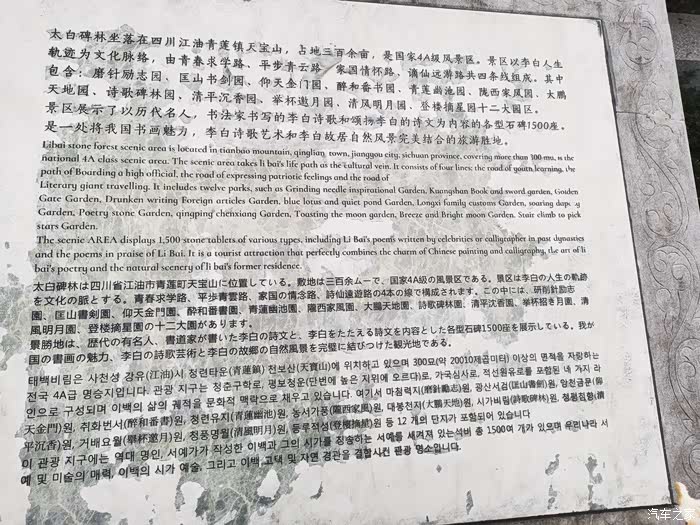 太白碑林坐落在四川江油青莲镇天宝山，占地三百余亩，是国家4A级风景区。景区以李白人生
轨迹为文化脉络，由青春求学路、平步青云路、家国情怀路、谪仙远游路共四条线组成。其中
包含：磨针励志园、匡山书剑园、仰天金门园、醉和番书园、青莲幽池园、陇西家风园、大鹏
天地园、诗歌碑林园、清平沉香园、举杯邀月园、清风明月园、登楼摘星园十二大园区。
景区展示了以历代名人，书法家书写的李白诗歌和颂扬李白的诗文为内容的各型石碑1500座。
是一处将我国书画魅力，李白诗歌艺术和李白故居自然风景完美结合的旅游胜地。
Libai stone forest scenic area is located in tianbao mountain, qinglian town, jiangyou city, sichuan province, covering more than 300 mu, is the
national 4A class scenic area. The scenic area takes li bai's life path as the cultural vein. It consists of four lines: the road of youth learning, the
path of Boarding a high official, the road of expressing patriotic feelings and the road of
Literary giant travelling. It includes twelve parks, such as Grinding needle inspirational Garden, Kuangshan Book and sword garden, Golden
Gate Garden, Drunken writing Foreign articles Garden, blue lotus and quiet pond Garden, Longxi family customs Garden, soaring dapeng
Garden, Poetry stone Garden, qingping chenxiang Garden, Toasting the moon garden, Breeze and Bright moon Garden, Stair climb to pick
stars Garden.
The scenic AREA displays 1,500 stone tablets of various types, including Li Bai's poems written by celebrities or calligrapher in past dynasties
and the poems in praise of Li Bai. It is a tourist attraction that perfectly combines the charm of Chinese painting and calligraphy, the art of li
bai's poetry and the natural scenery of li bai's former residence.
太白碑林は四川省江油市青莲町天宝山に位置している。敷地は三百余ムーで、国家4A級の風景区である。景区は李白の人生の軌跡
を文化の脈とする。青春求学路、平歩青雲路、家国の情念路、詩仙遠遊路の4本の線で構成されます。この中には、研削針励志
園、匡山書剣園、仰天金門園、酔和番書園、青蓮幽池園、隴西家風園、大鵬天地園、詩歌碑林園、清平沈香園、挙杯招き月園、清
風明月園、登楼摘星園の十二大園があります。
景勝地は、歴代の有名人、書道家が書いた李白の詩文と、李白をたたえる詩文を内容とした各型石碑1500座を展示している。我が
国の書画の魅力、李白の詩歌芸術と李白の故郷の自然風景を完璧に結びつけた観光地である。
태백비림은 사천성 강유(江油)시 청련타운(青蓮鎭) 천보산(天寶山)에 위치하고 있으며 300묘(약 20010제곱미터) 이상의 면적을 자랑하는
전국 4A급 명승지입니다. 관광 지구는 청춘구학로, 평보청운(단번에 높은 지위에 오르다)로, 가국심사로, 적선원유로를 포함된 네 가지 라
인으로 구성되며 이백의 삶의 궤적을 문화적 맥락으로 채우고 있습니다. 여기서 마침력지(磨針勵志)원, 광산서검(匡山書劍)원, 앙천금문(仰
天金門)원, 취화번서(醉和番書)원, 청련유지(青蓮幽池)원, 농서가풍(隴西家風)원, 대붕천지(大鵬天地)원, 시가비림(詩歌碑林)원, 청평침향(清
平沉香)원, 거배요월(舉杯邀月)원, 청풍명월(清風明月)원, 등루적성(登樓摘星)원 등 12 개의 단지가 포함되어 있습니다
이 관광 지구에는 역대 명인, 서예가가 작성한 이백과 그의 시가를 칭송하는 서예를 새겨져 있는석비 총 1500여 개가 있으며 우리나라 서
예 및 미술의 매력, 이백의 시가 예술, 그리고 이백 고택 및 자연 경관을 결합시킨 관광 명소입니다.
汽车之家